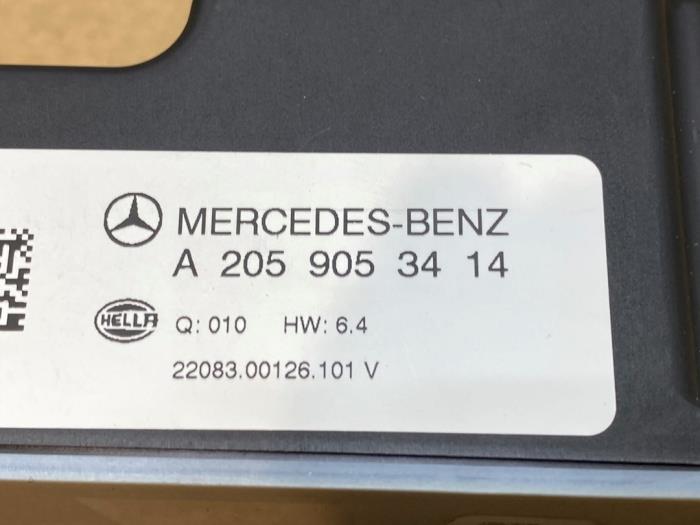 MERCEDES-BENZ
A 205 905 34 14
HELLA Q: 010 HW: 6.4
22083.00126.101 V